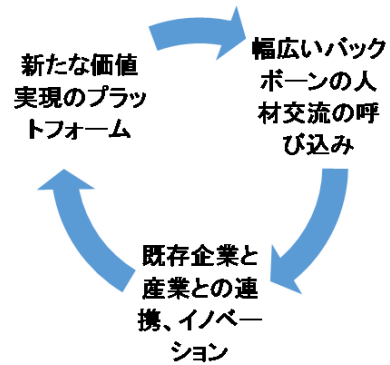 新たな価値
実現のプラッ
トフォーム
幅広いバック
ボーンの人
材交流の呼
び込み
既存企業と
産業との連
携、イノベー
ション